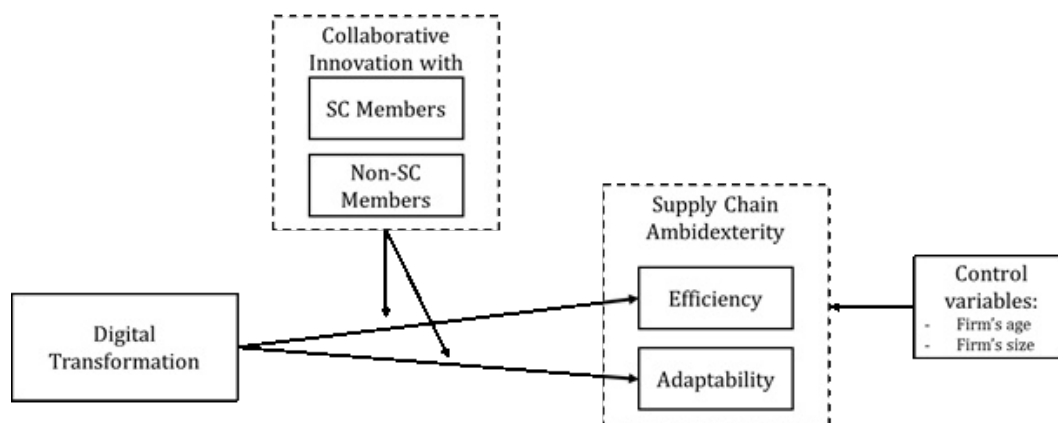 Collaborative
Innovation with
SC Members
Non-SC
Members
Supply Chain
Ambidexterity
Efficiency
Adaptability
Digital
Transformation
Control
variables:
- Firm's age
- Firm's size